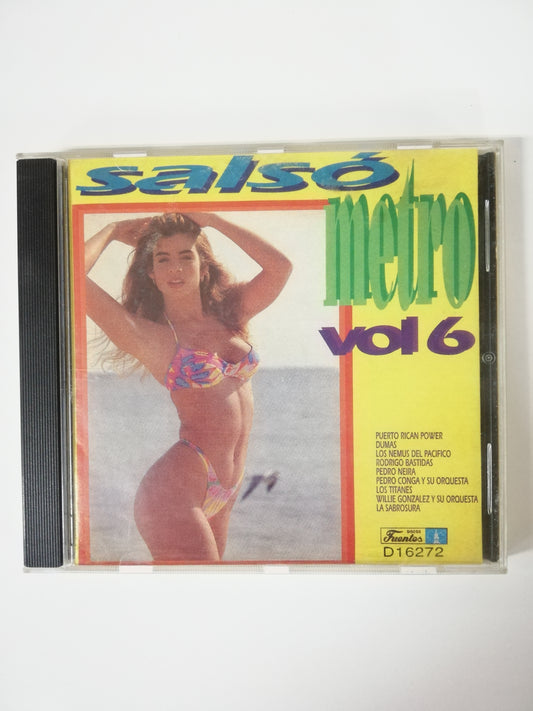 salsó
metro
vol 6
PUERTO RICAN POWER
DUMAS
LOS NEMUS DEL PACIFICO
RODRIGO BASTIDAS
PEDRO NEIRA
PEDRO CONGA Y SU ORQUESTA
LOS TITANES
WILLIE GONZALEZ Y SU ORQUESTA
LA SABROSURA
DISCOS
Fuentes
D16272